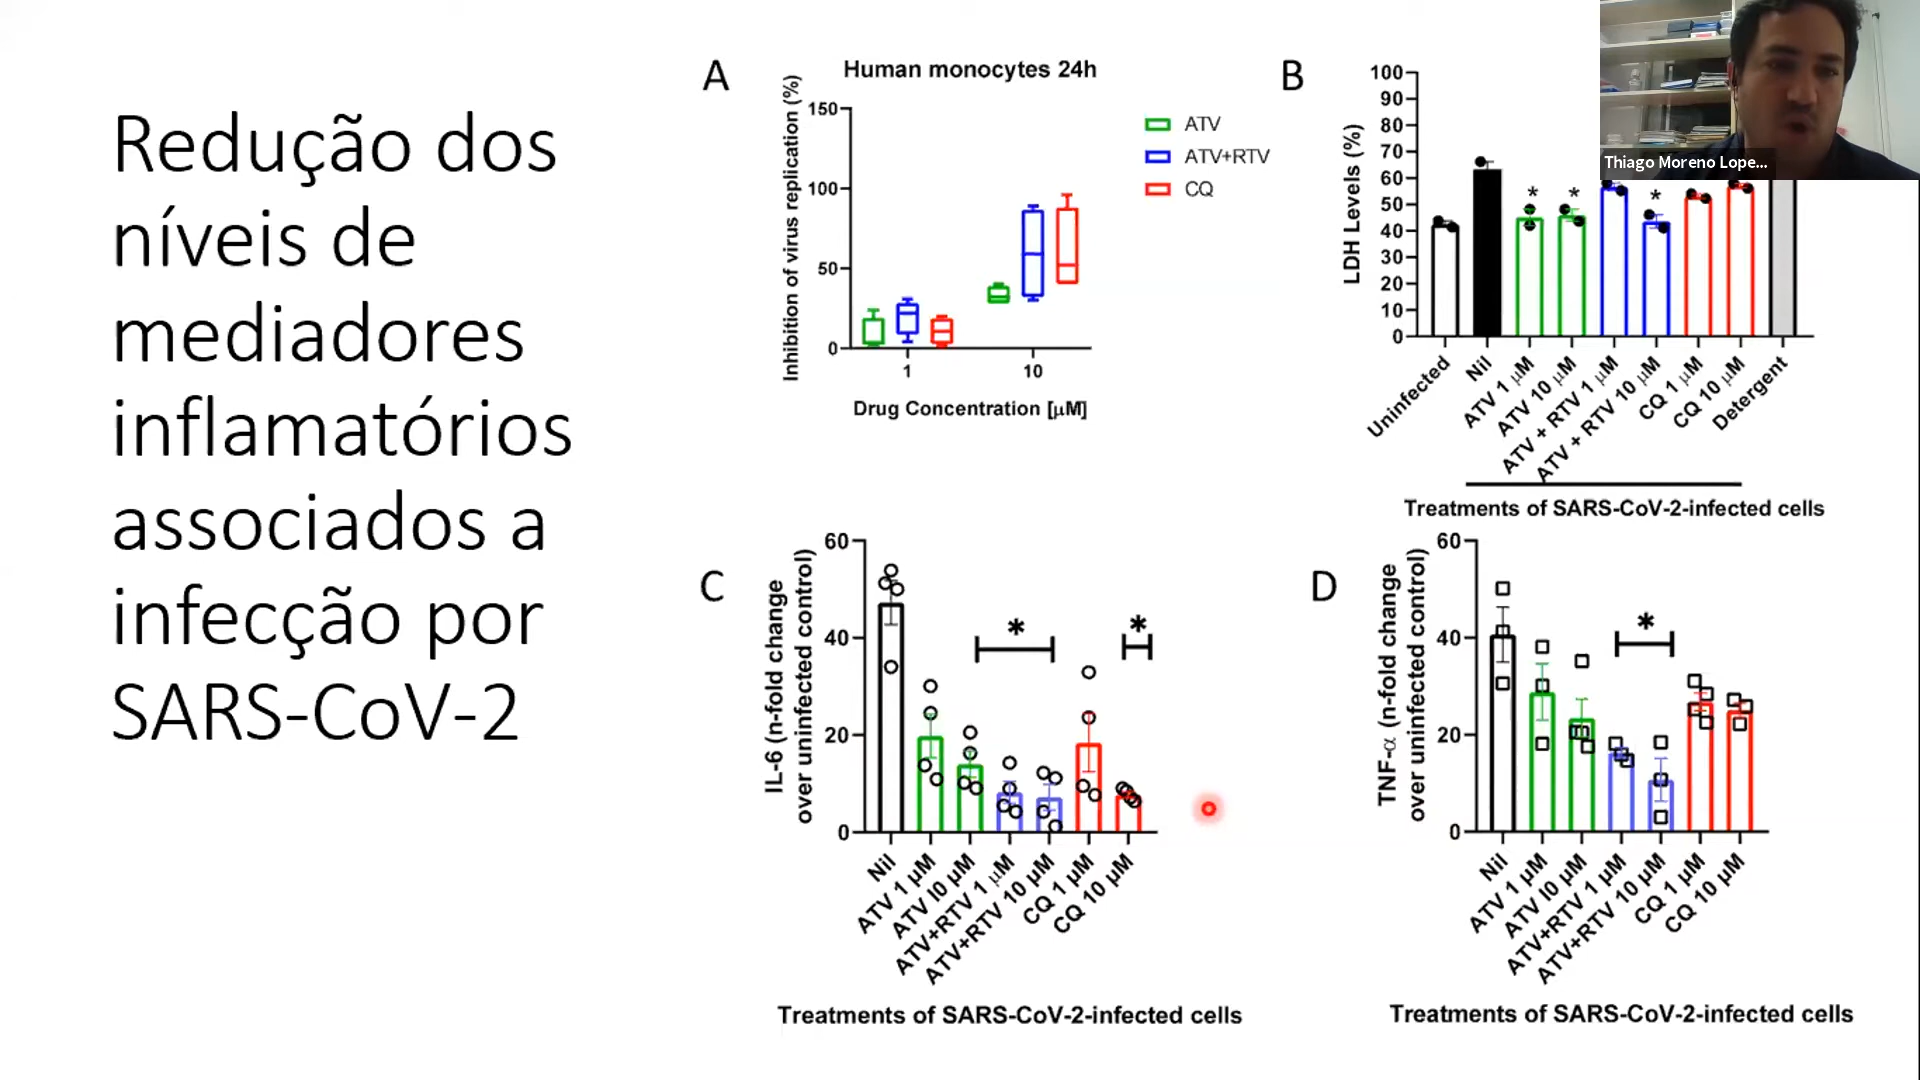 Redução dos
níveis de
mediadores
inflamatórios
associados a
infecção por
SARS-CoV-2
A
Human monocytes 24h
Inhibition of virus replication (%)
150
100
50
0
1
10
Drug Concentration [μM]
ATV
ATV+RTV
CQ
B
LDH Levels (%)
100
90
80
70
60
50
40
30
20
10
0
*
*
*
Uninfected
Nil
ATV 1 μM
ATV 10 μM
ATV + RTV 1 μM
ATV + RTV 10 μM
CQ 1 μM
CQ 10 μM
Detergent
Treatments of SARS-CoV-2-infected cells
Thiago Moreno Lope...
C
IL-6 (n-fold change
over uninfected control)
60
40
20
0
*
*
Nil
ATV 1 μM
ATV I0 μM
ATV+RTV 1 μM
ATV+RTV 10 μM
CQ 1 μM
CQ 10 μM
Treatments of SARS-CoV-2-infected cells
D
TNF-α (n-fold change
over uninfected control)
60
40
20
0
*
Nil
ATV 1 μM
ATV I0 μM
ATV+RTV 1 μM
ATV+RTV 10 μM
CQ 1 μM
CQ 10 μM
Treatments of SARS-CoV-2-infected cells